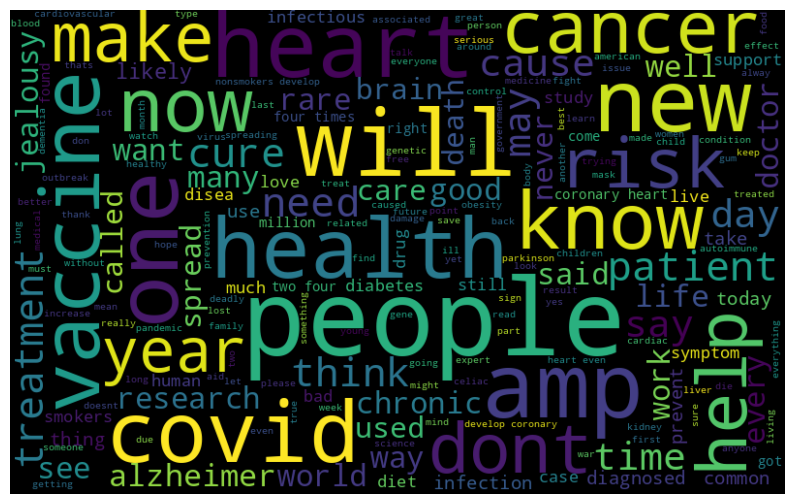 make
heart
cancer
cardiovascular
type
infectious
associated
great
person
food
blood
around
serious
talk
everyone
american
issue
effect
always
thats
likely
nonsmokers
develop
cause
well
support
found
jealousy
vaccine
dementia
lot
don
month
last
now
rare
four times
brain
death
control
medicine
fight
government
new
watch
virus
spreading
right
genetic
free
man
will
may
never
study
learn
best
women
child
condition
doctor
outbreak
healthy
want
cure
treat
come
made
another
keep
risk
better
thank
many
love
care
good
body
trying
mask
gum
treated
lung
medical
must
without
one
disea
use
need
caused
future
obesity
coronary heart
live
called
spread
prevention
million
related
damage
point
save
back
know
day
take
hope
health
find
drug
ill
yet
parkinson
children
said
patient
autoimmune
treatment
mean
increase
much
two four
diabetes
still
look
sign
result
yes
life
today
deadly
lost
family
something
people
young
gene
read
part
say
cardiac
everything
really
pandemic
year
two
think
going
expert
heart even
work
symptom
long
human
aid
let
please
might
celiac
amp
help
every
prevent
liver
die
smokers
research
bad
chronic
thing
doesnt
covid
true
week
used
mind
develop coronary
dont
time
kidney
first
sure
anyone
living
see
someone
due
even
science
way
war
got
getting
alzheimer
world
diet
infection
case
diagnosed
common